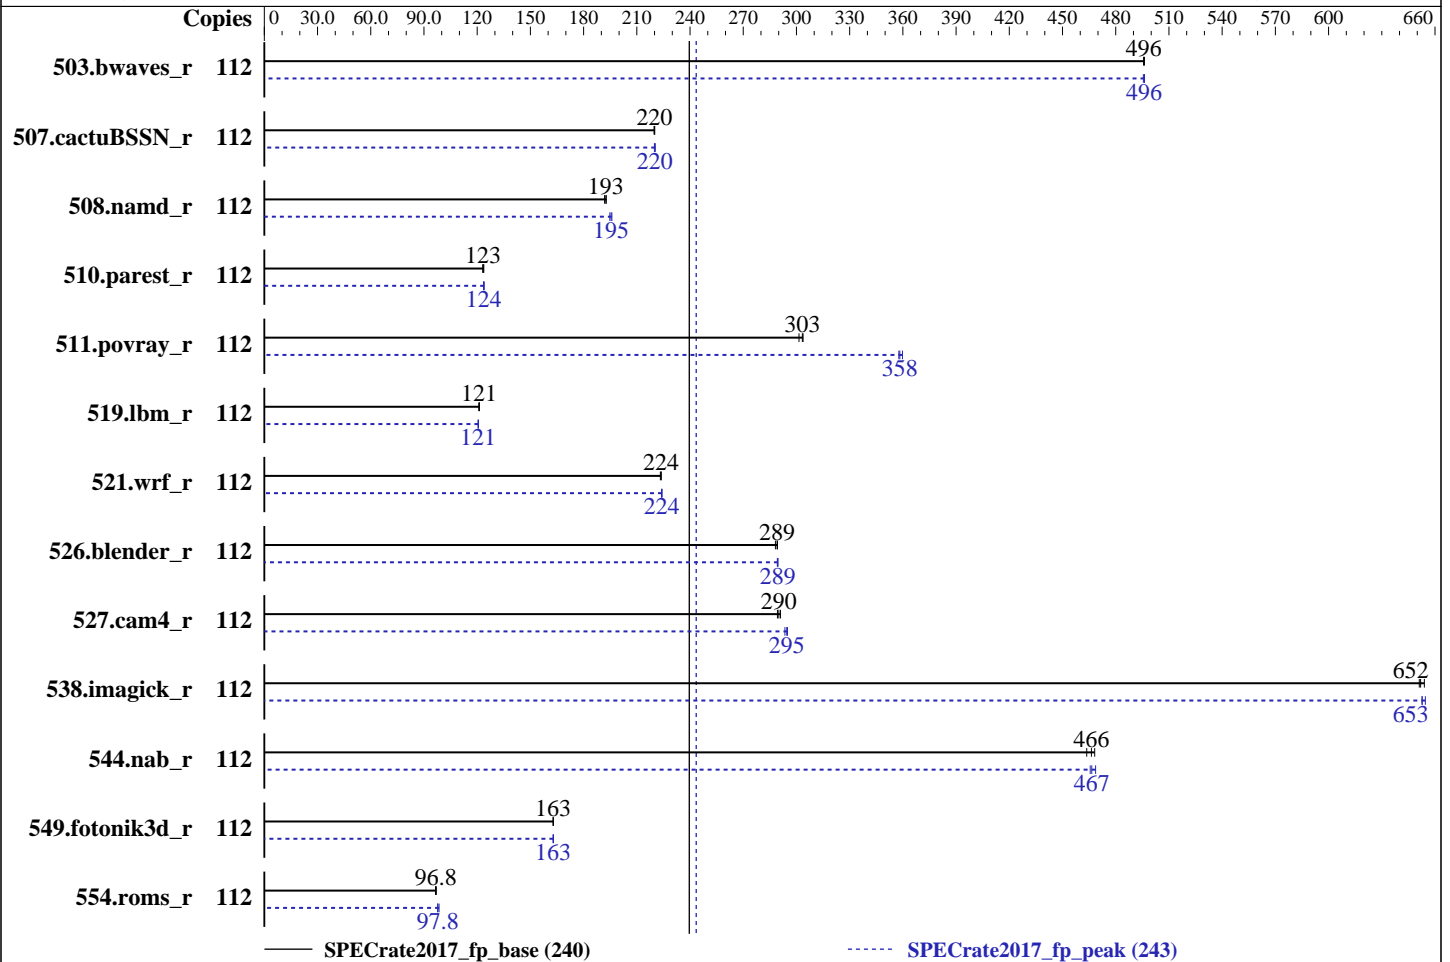 Copies 0 30.0 60.0 90.0 120 150 180 210 240 270 300 330 360 390 420 450 480 510 540 570 600 660
503.bwaves_r 112 496
496
507.cactuBSSN_r 112 220
220
508.namd_r 112 193
195
510.parest_r 112 123
124
511.povray_r 112 303
358
519.lbm_r 112 121
121
521.wrf_r 112 224
224
526.blender_r 112 289
289
527.cam4_r 112 290
295
538.imagick_r 112 652
653
544.nab_r 112 466
467
549.fotonik3d_r 112 163
163
554.roms_r 112 96.8
97.8
SPECrate2017_fp_base (240) SPECrate2017_fp_peak (243)